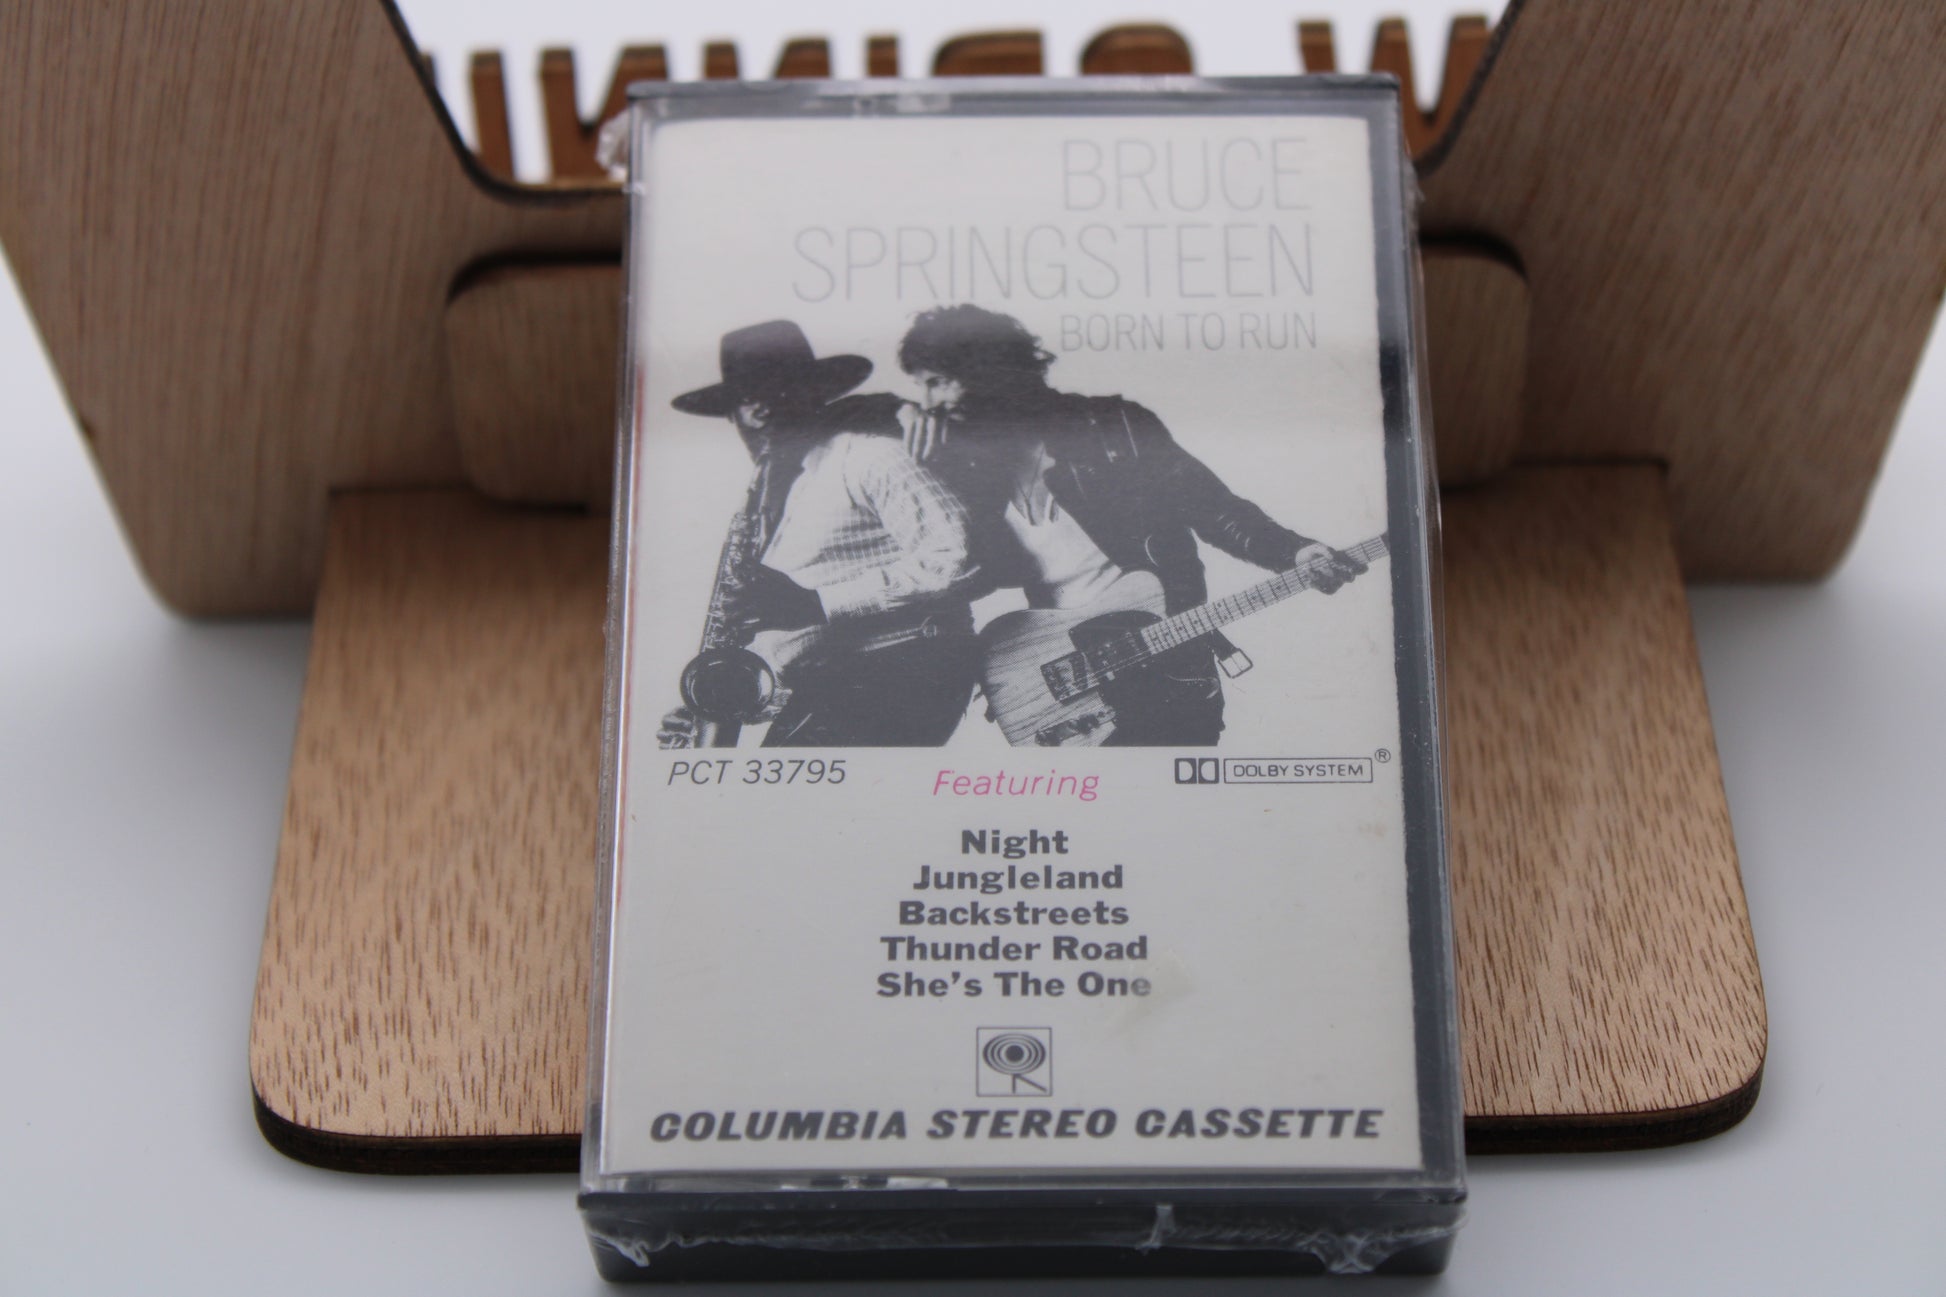 BRUCE
SPRINGSTEEN
BORN TO RUN
PCT 33795
Featuring
DOLBY SYSTEM ®
Night
Jungleland
Backstreets
Thunder Road
She's The One
COLUMBIA STEREO CASSETTE